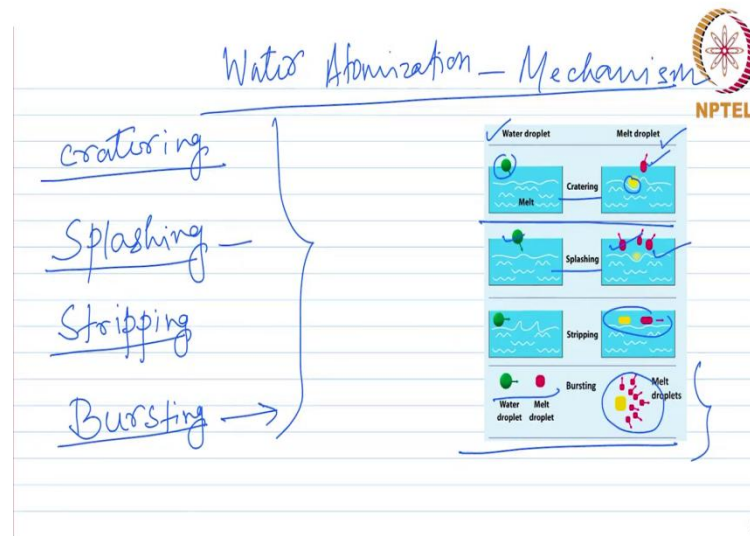 Water Atomization - Mechanism
NPTEL
cratering
Splashing -
Stripping
Bursting →
Water droplet Melt droplet
Melt
Cratering
Splashing
Stripping
Bursting
Water droplet
Melt droplet
Melt droplets